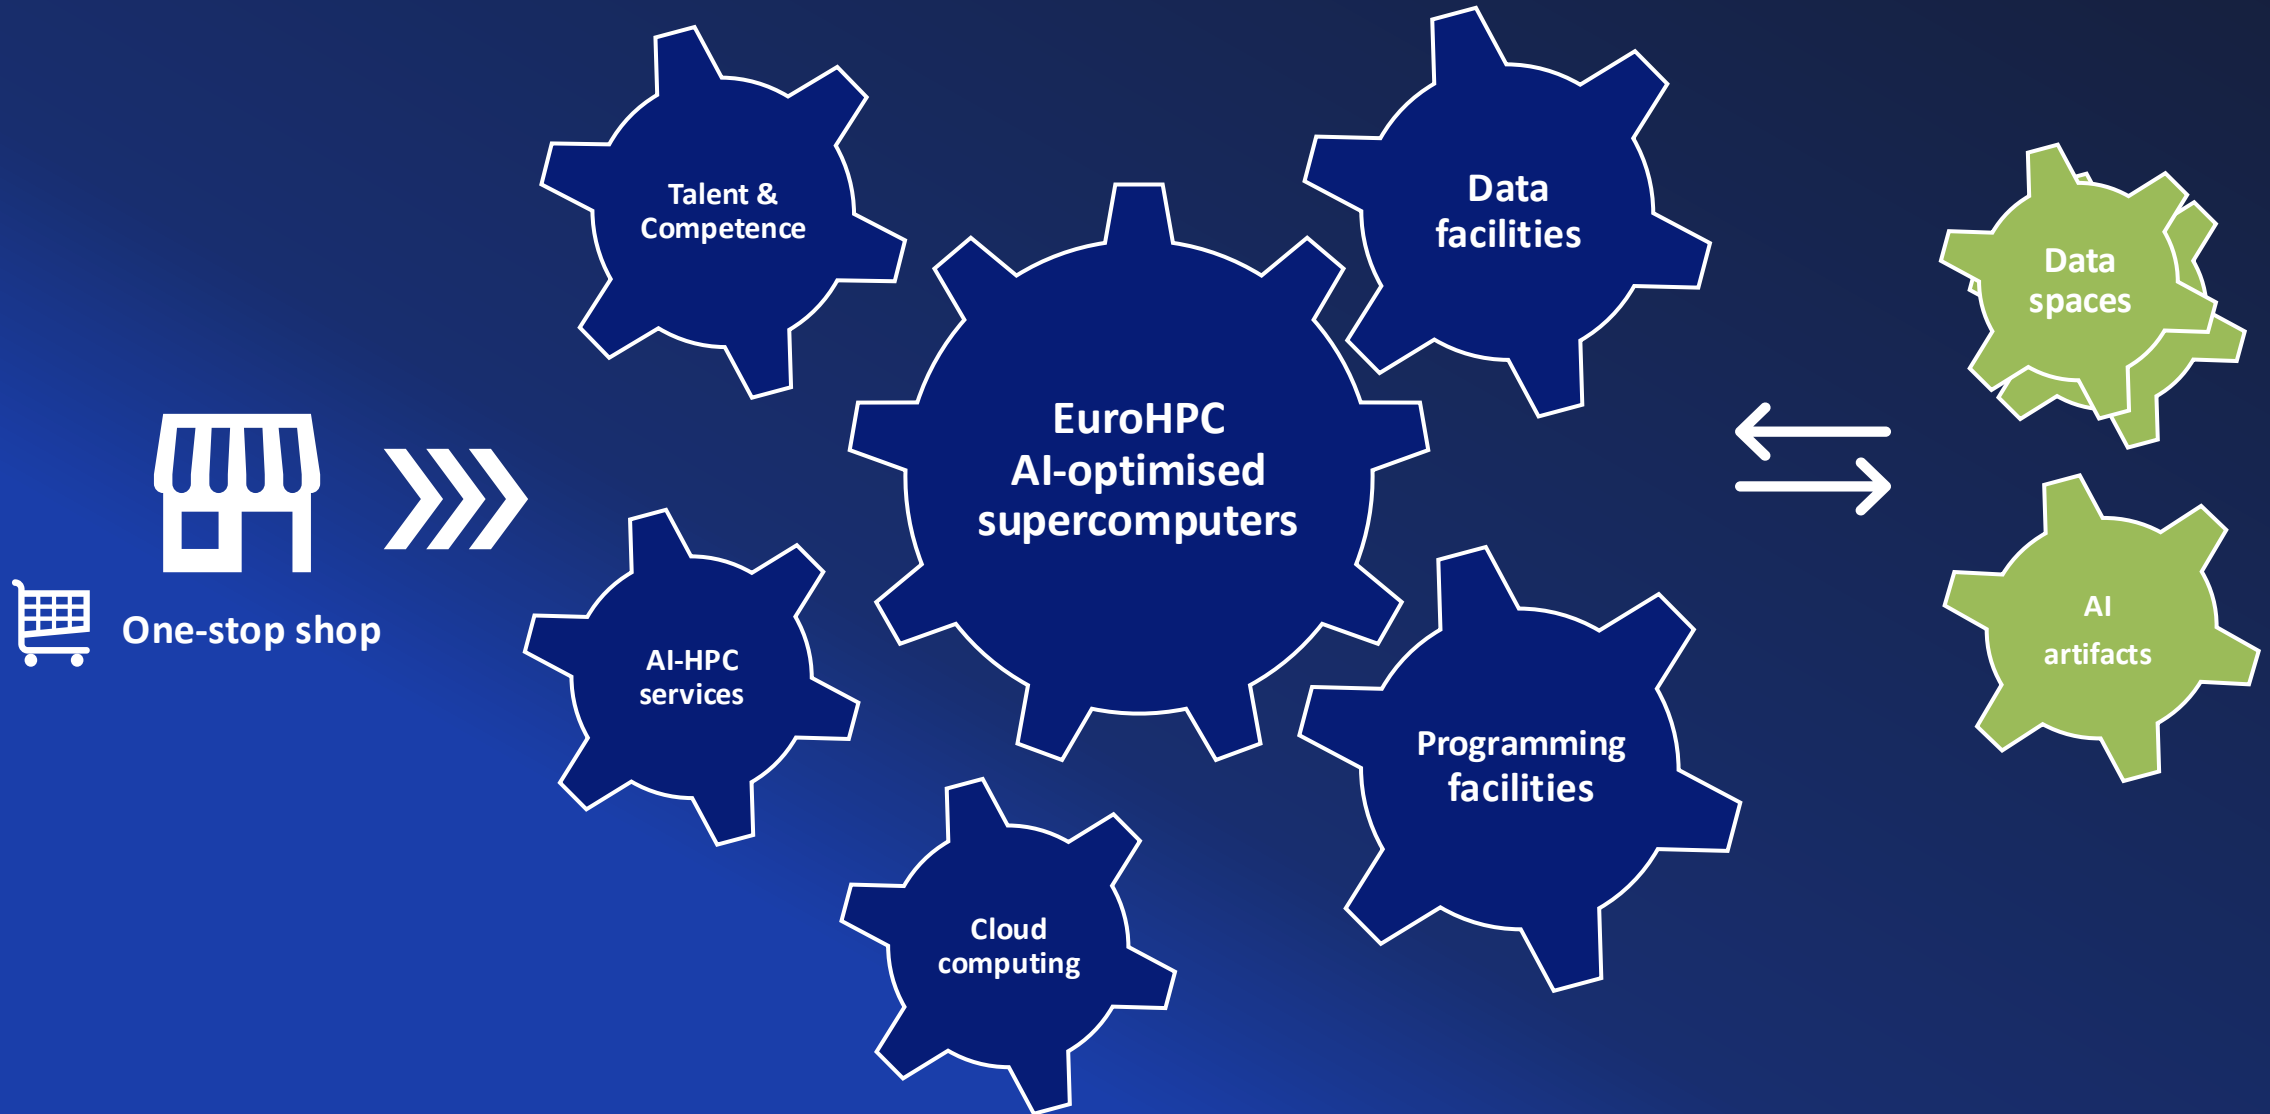 Talent &
Competence
Data
facilities
Data
spaces
EuroHPC
AI-optimised
supercomputers
One-stop shop
AI-HPC
services
AI
artifacts
Programming
facilities
Cloud
computing